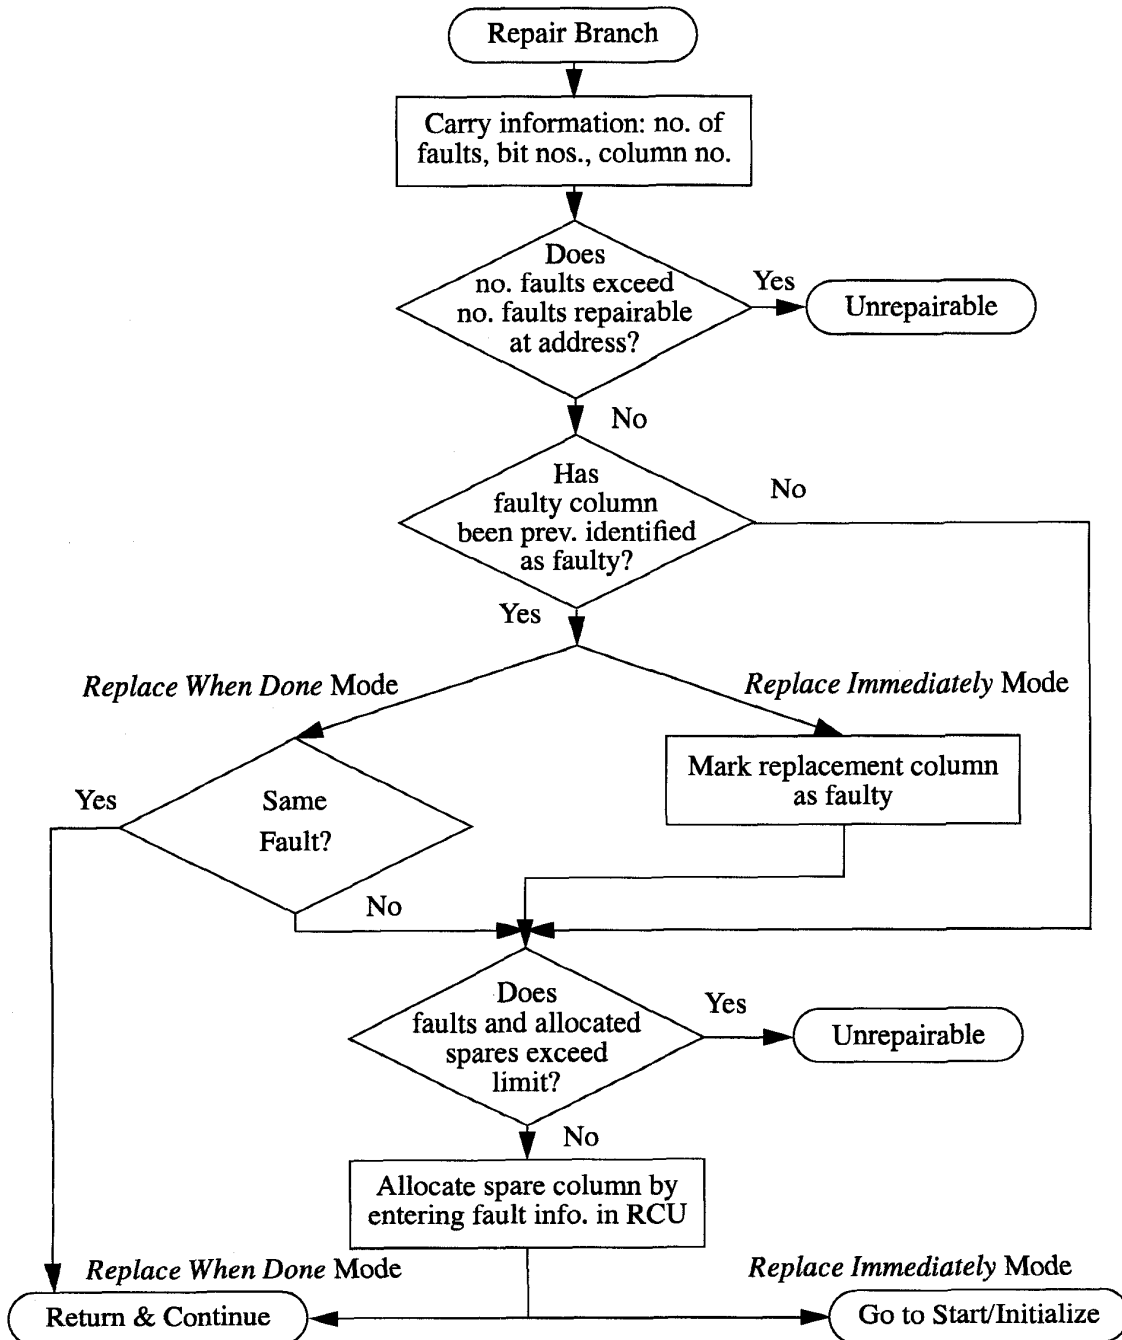 Repair Branch
Carry information: no. of
faults, bit nos., column no.
Does
no. faults exceed
no. faults repairable
at address?
Yes
Unrepairable
No
Has
faulty column
been prev. identified
as faulty?
No
Yes
Replace When Done Mode
Replace Immediately Mode
Mark replacement column
as faulty
Yes
Same
Fault?
No
Does
faults and allocated
spares exceed
limit?
Yes
Unrepairable
No
Allocate spare column by
entering fault info. in RCU
Replace When Done Mode
Replace Immediately Mode
Return & Continue
Go to Start/Initialize